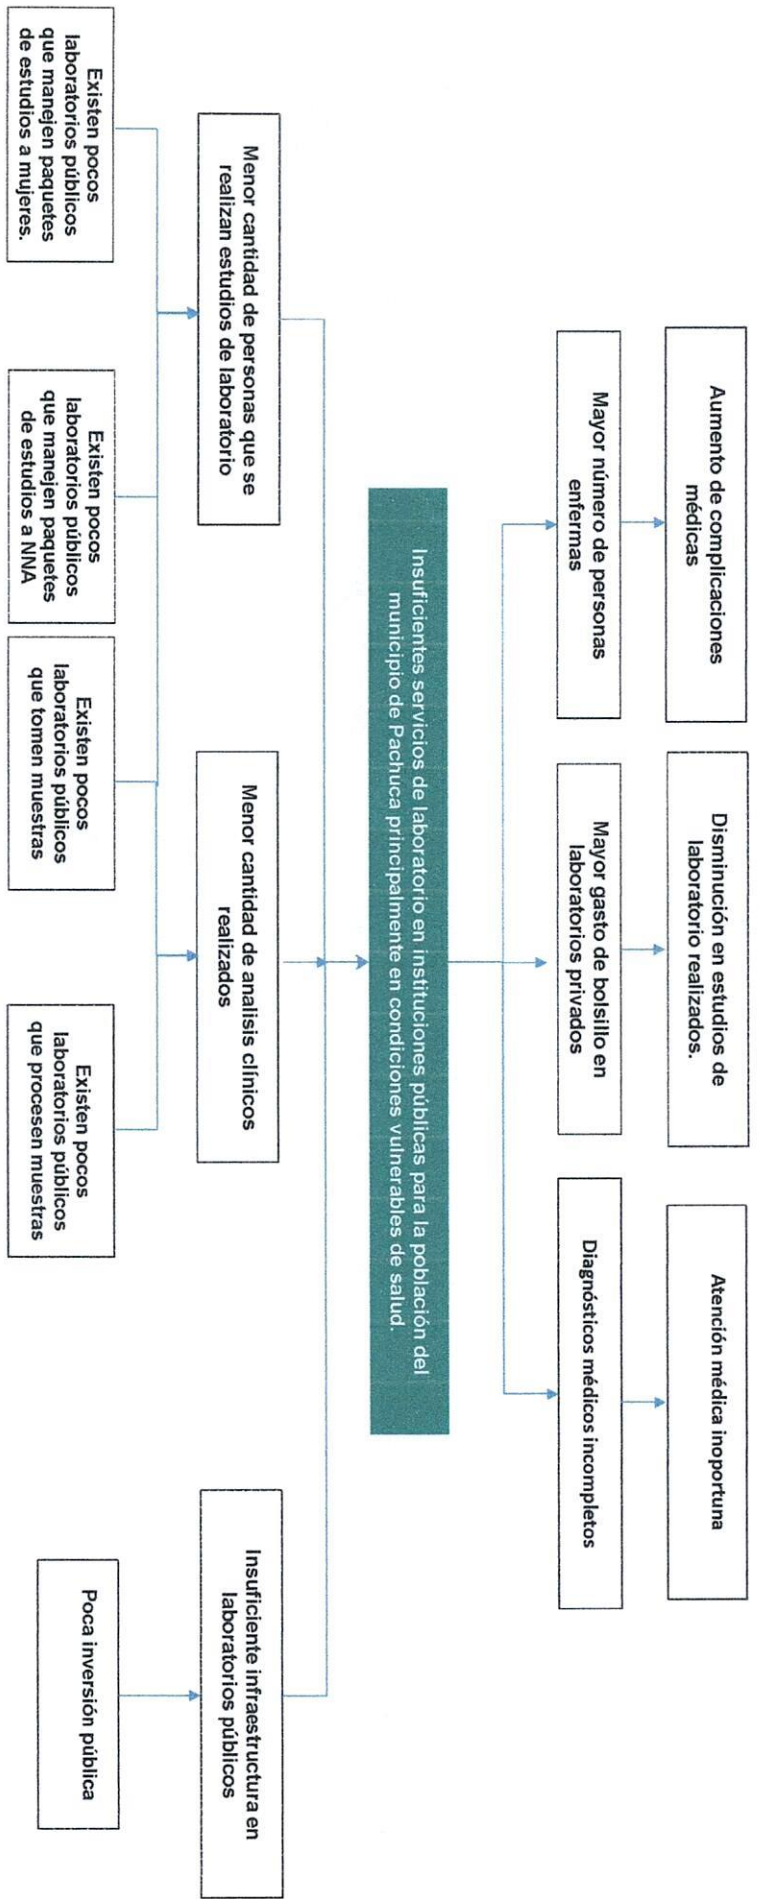 Aumento de complicaciones
médicas
Disminución en estudios de
laboratorio realizados.
Atención médica inoportuna
Mayor número de personas
enfermas
Mayor gasto de bolsillo en
laboratorios privados
Diagnósticos médicos incompletos
Insuficientes servicios de laboratorio en instituciones públicas para la población del
municipio de Pachuca principalmente en condiciones vulnerables de salud.
Menor cantidad de personas que se
realizan estudios de laboratorio
Menor cantidad de analisis clínicos
realizados
Insuficiente infraestructura en
laboratorios públicos
Existen pocos
laboratorios públicos
que manejen paquetes
de estudios a mujeres.
Existen pocos
laboratorios públicos
que manejen paquetes
de estudios a NNA
Existen pocos
laboratorios públicos
que tomen muestras
Existen pocos
laboratorios públicos
que procesen muestras
Poca inversión pública